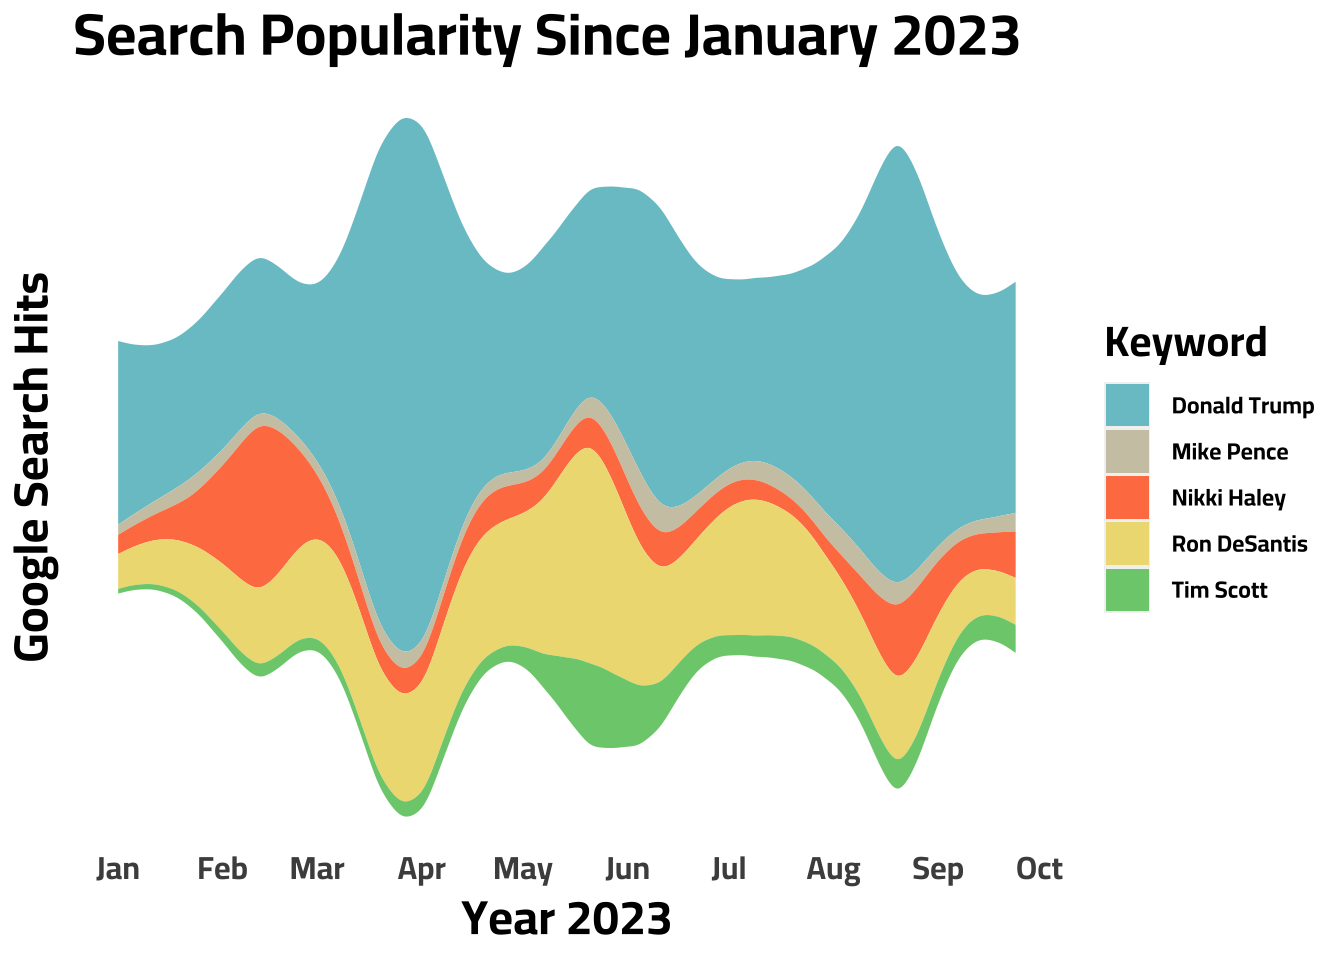 Search Popularity Since January 2023
Google Search Hits
Keyword
Donald Trump
Mike Pence
Nikki Haley
Ron DeSantis
Tim Scott
Jan Feb Mar Apr May Jun Jul Aug Sep Oct
Year 2023